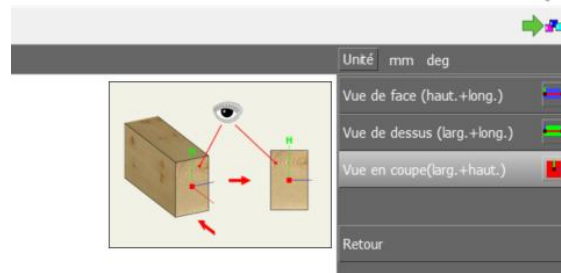 Unité mm deg
Vue de face (haut.+long.)
Vue de dessus (larg.+long.)
H
H
Vue en coupe(larg.+haut.)
Retour